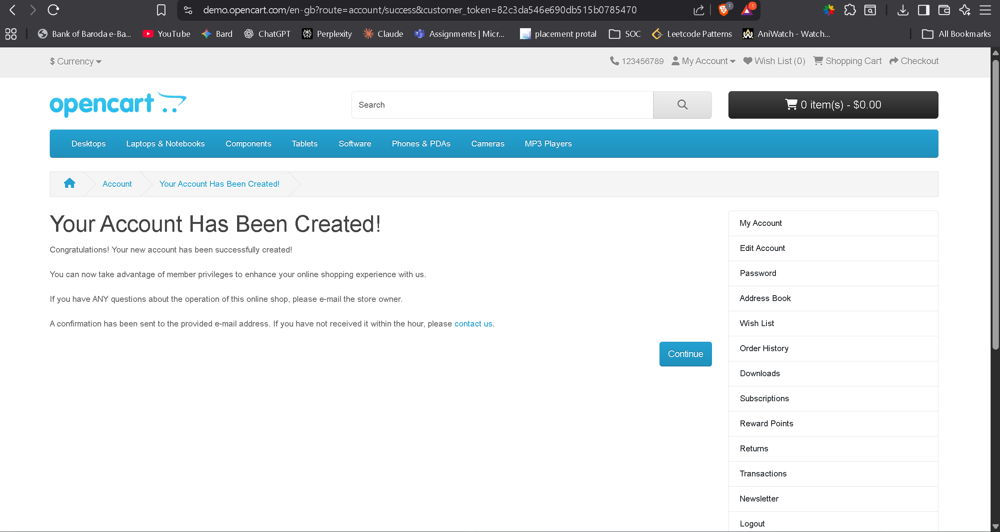 demo.opencart.com/en-gb?route=account/success&customer_token=82c3da546e690db515b0785470
1
1
Bank of Baroda e-Ba...
YouTube
Bard
ChatGPT
Perplexity
Claude
Assignments | Micr...
placement protal
SOC
Leetcode Patterns
AniWatch - Watch...
All Bookmarks
$ Currency
123456789
My Account
Wish List (0)
Shopping Cart
Checkout
opencart
Search
0 item(s) - $0.00
Desktops
Laptops & Notebooks
Components
Tablets
Software
Phones & PDAs
Cameras
MP3 Players
Account
Your Account Has Been Created!
Your Account Has Been Created!
Congratulations! Your new account has been successfully created!
You can now take advantage of member privileges to enhance your online shopping experience with us.
If you have ANY questions about the operation of this online shop, please e-mail the store owner.
A confirmation has been sent to the provided e-mail address. If you have not received it within the hour, please contact us.
Continue
My Account
Edit Account
Password
Address Book
Wish List
Order History
Downloads
Subscriptions
Reward Points
Returns
Transactions
Newsletter
Logout